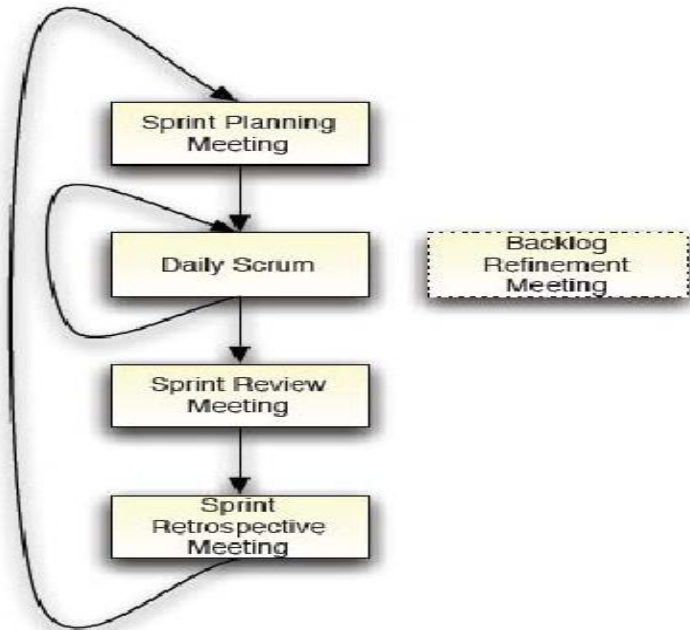 Sprint Planning
Meeting
Daily Scrum
Backlog
Refinement
Meeting
Sprint Review
Meeting
Sprint
Retrospective
Meeting